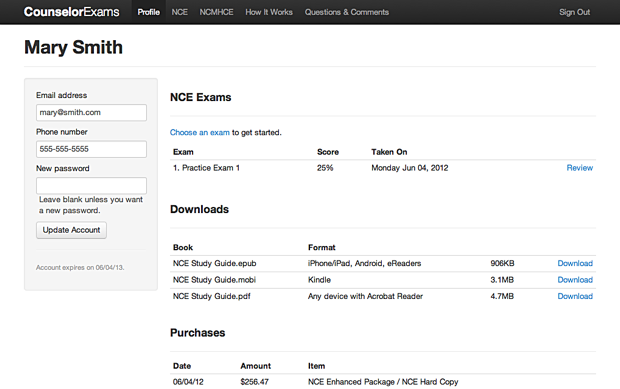 CounselorExams Profile NCE NCMHCE How It Works Questions & Comments Sign Out
Mary Smith
Email address
mary@smith.com
Phone number
555-555-5555
New password
Leave blank unless you want
a new password.
Update Account
Account expires on 06/04/13.
NCE Exams
Choose an exam to get started.
Exam Score Taken On
1. Practice Exam 1 25% Monday Jun 04, 2012 Review
Downloads
Book Format
NCE Study Guide.epub iPhone/iPad, Android, eReaders 906KB Download
NCE Study Guide.mobi Kindle 3.1MB Download
NCE Study Guide.pdf Any device with Acrobat Reader 4.7MB Download
Purchases
Date Amount Item
06/04/12 $256.47 NCE Enhanced Package / NCE Hard Copy